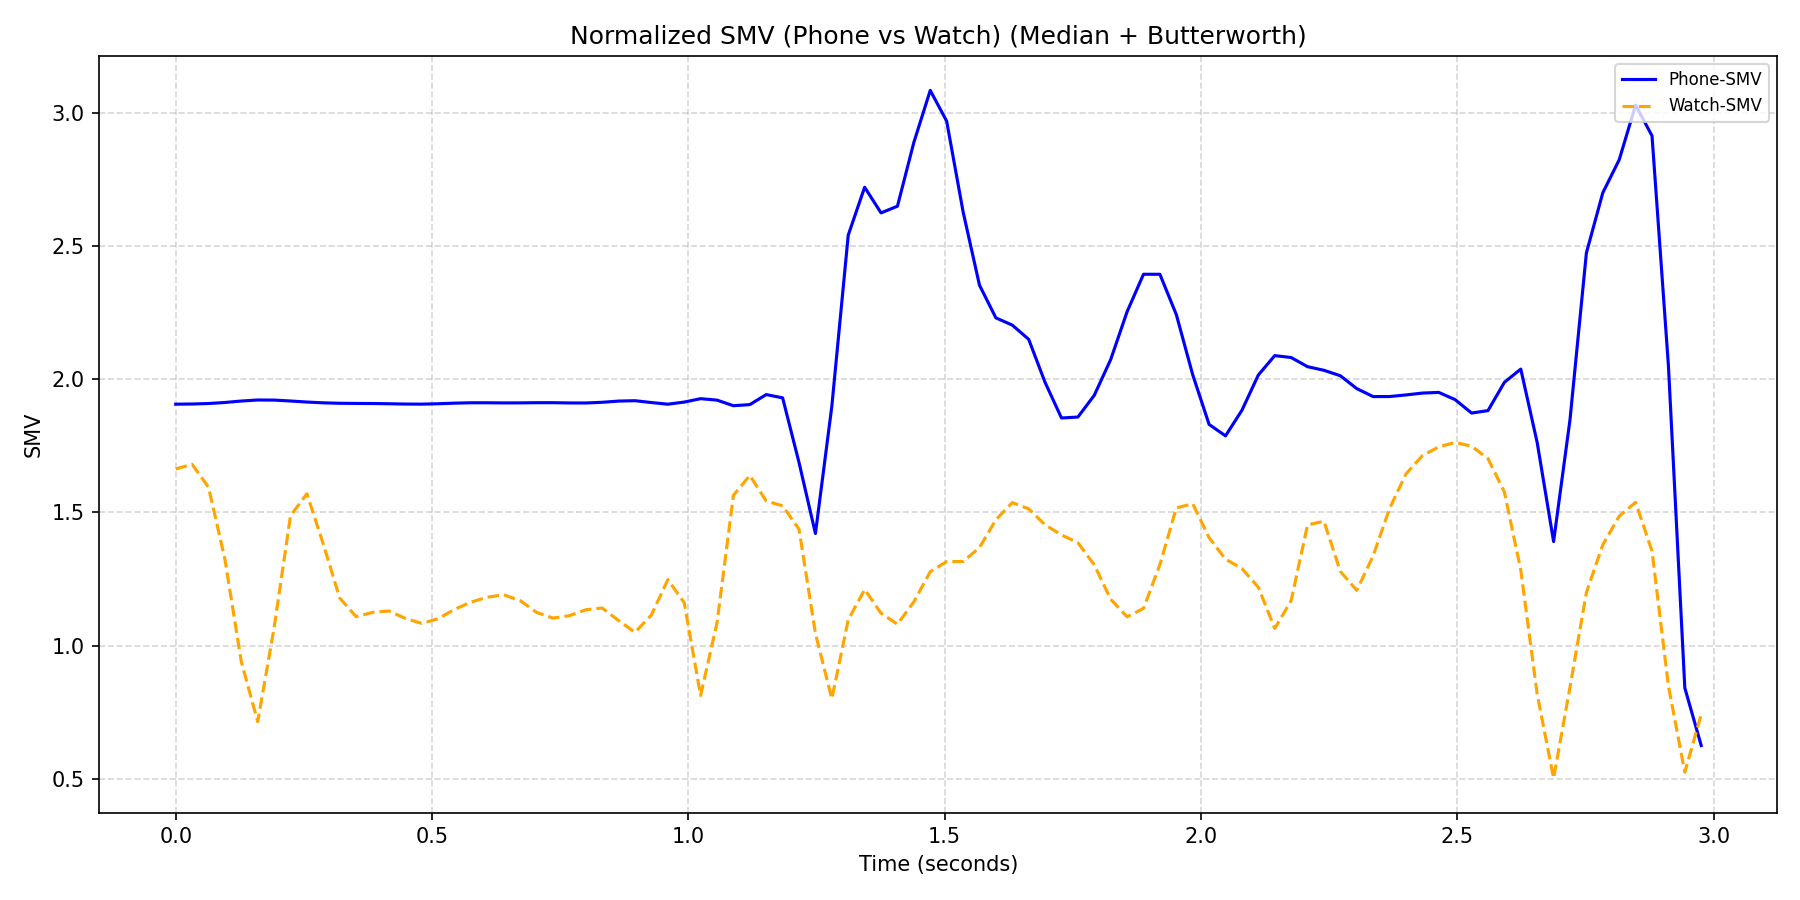 Normalized SMV (Phone vs Watch) (Median + Butterworth)
Phone-SMV
Watch-SMV
SMV
3.0
2.5
2.0
1.5
1.0
0.5
0.0 0.5 1.0 1.5 2.0 2.5 3.0
Time (seconds)